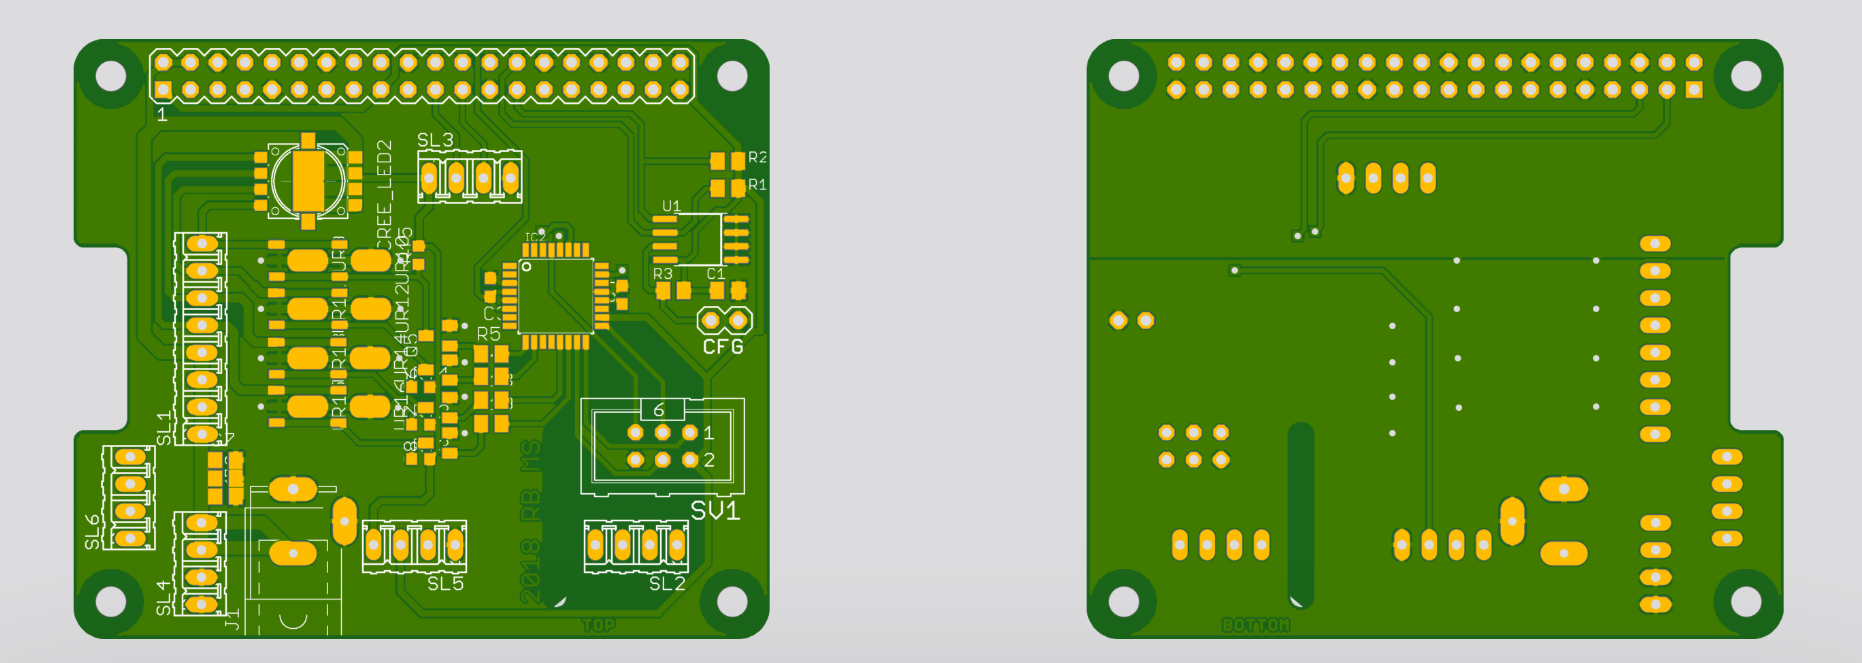 1
SL3
CREE_LED2
R2
R1
U1
IC2
R3
C1
R5
CFG
SL1
6
1
2
SV1
SL6
SL4
SL5
SL2
J1
2018 RB MS
TOP
BOTTOM